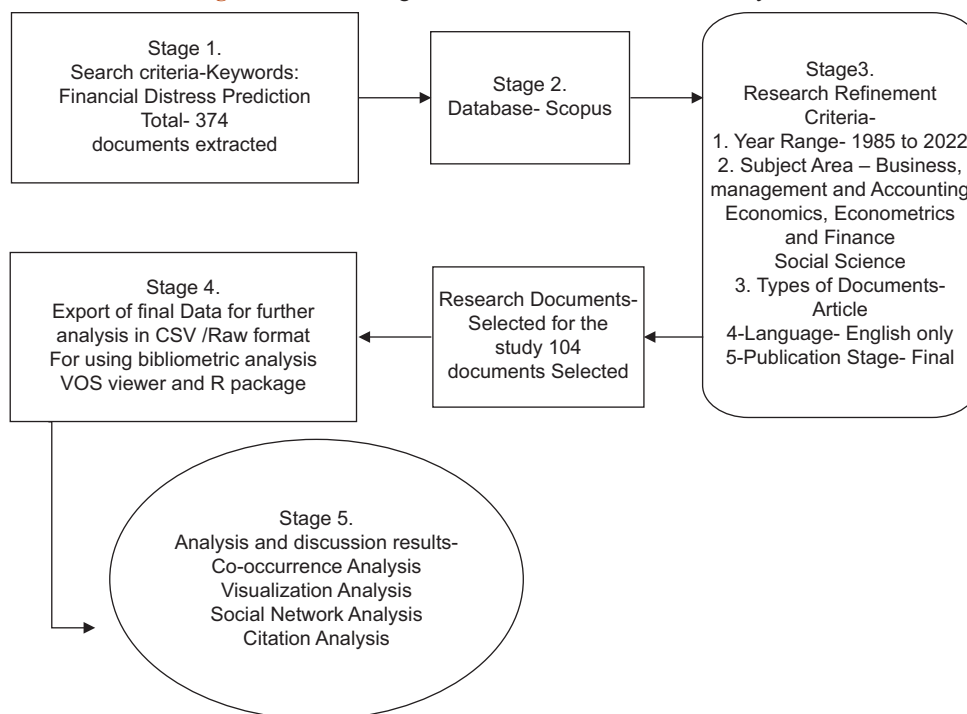 Stage 1.
Search criteria-Keywords:
Financial Distress Prediction
Total- 374
documents extracted
Stage 2.
Database- Scopus
Stage3.
Research Refinement
Criteria-
1. Year Range- 1985 to 2022
2. Subject Area – Business,
management and Accounting
Economics, Econometrics
and Finance
Social Science
3. Types of Documents-
Article
4-Language- English only
5-Publication Stage- Final
Research Documents-
Selected for the
study 104
documents Selected
Stage 4.
Export of final Data for further
analysis in CSV /Raw format
For using bibliometric analysis
VOS viewer and R package
Stage 5.
Analysis and discussion results-
Co-occurrence Analysis
Visualization Analysis
Social Network Analysis
Citation Analysis